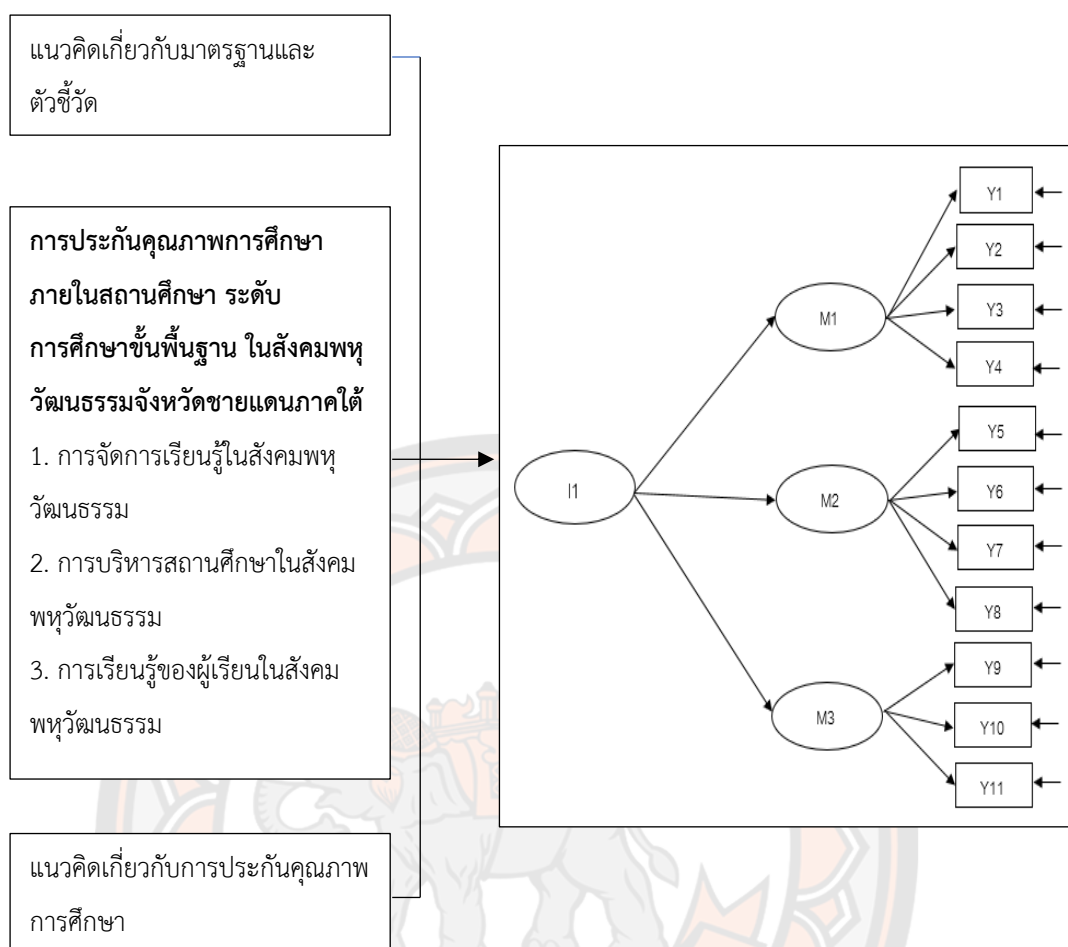 แนวคิดเกี่ยวกับมาตรฐานและ
ตัวชี้วัด
การประกันคุณภาพการศึกษา
ภายในสถานศึกษา ระดับ
การศึกษาขั้นพื้นฐาน ในสังคมพหุ
วัฒนธรรมจังหวัดชายแดนภาคใต้
1. การจัดการเรียนรู้ในสังคมพหุ
วัฒนธรรม
2. การบริหารสถานศึกษาในสังคม
พหุวัฒนธรรม
3. การเรียนรู้ของผู้เรียนในสังคม
พหุวัฒนธรรม
แนวคิดเกี่ยวกับการประกันคุณภาพ
การศึกษา
I1
M1
M2
M3
Y1
Y2
Y3
Y4
Y5
Y6
Y7
Y8
Y9
Y10
Y11